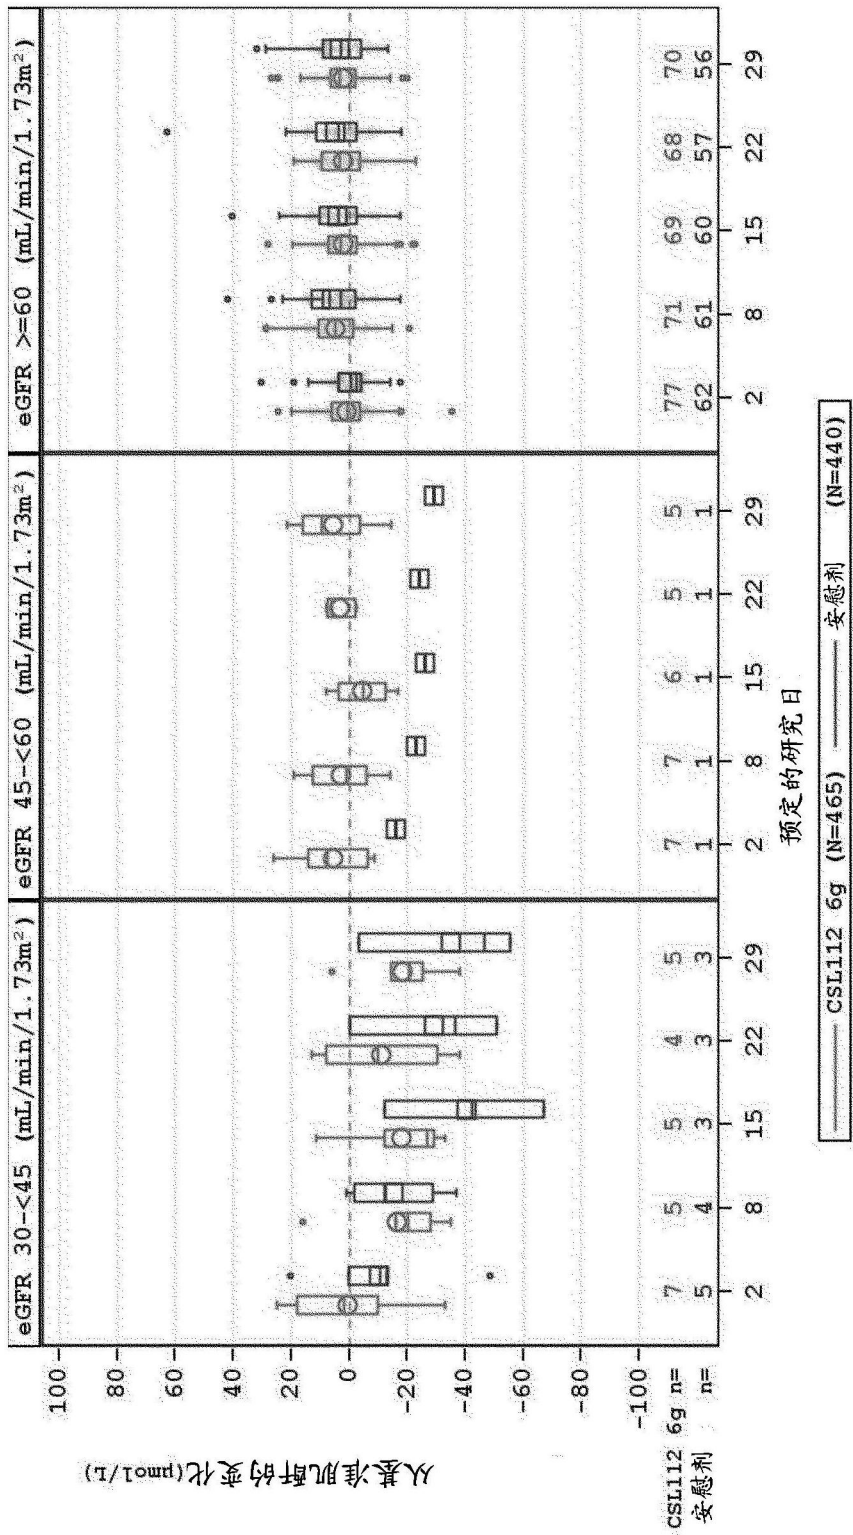 eGFR 30-<45 (mL/min/1.73m²) eGFR 45-<60 (mL/min/1.73m²) eGFR >=60 (mL/min/1.73m²)
从基准肌酐的变化(μmol/L)
100
80
60
40
20
0
-20
-40
-60
-80
-100
CSL112 6g n= 7 5 5 4 5 7 7 6 5 5 77 71 69 68 70
安慰剂 n= 5 4 3 3 3 1 1 1 1 1 62 61 60 57 56
2 8 15 22 29 2 8 15 22 29 2 8 15 22 29
预定的研究日
CSL112 6g (N=465) 安慰剂 (N=440)